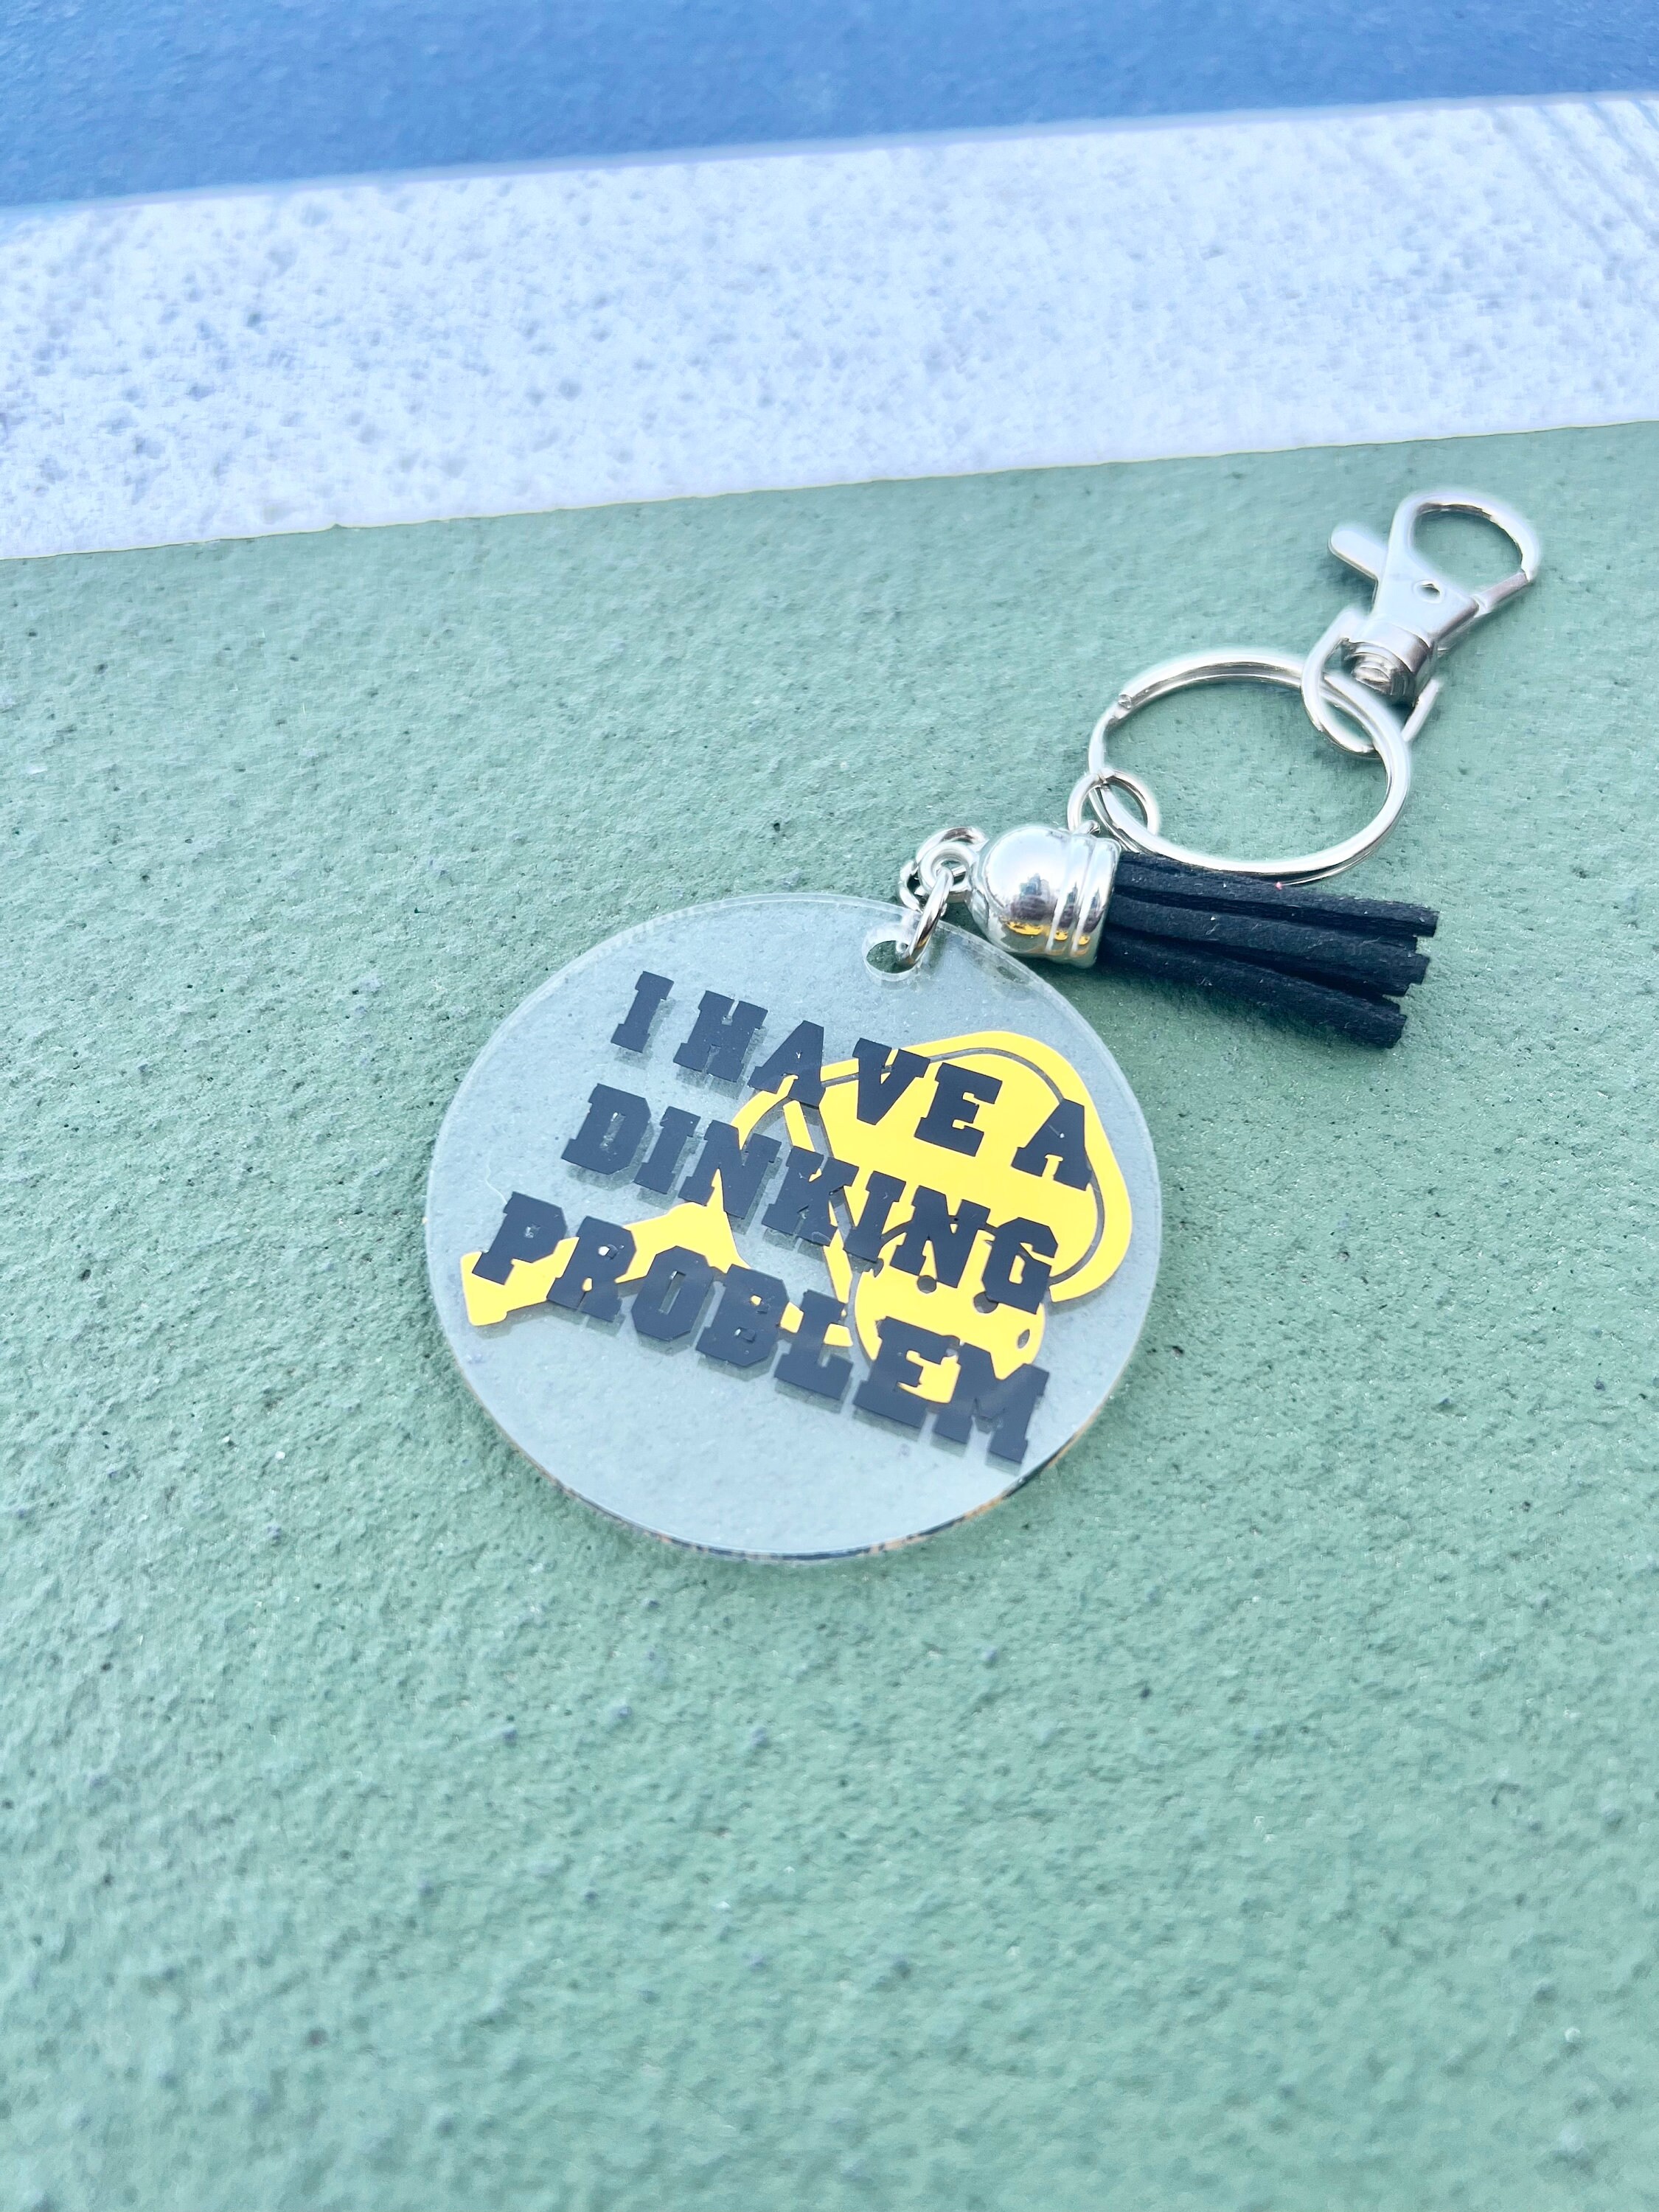 I HAVE A
DINKING
PROBLEM